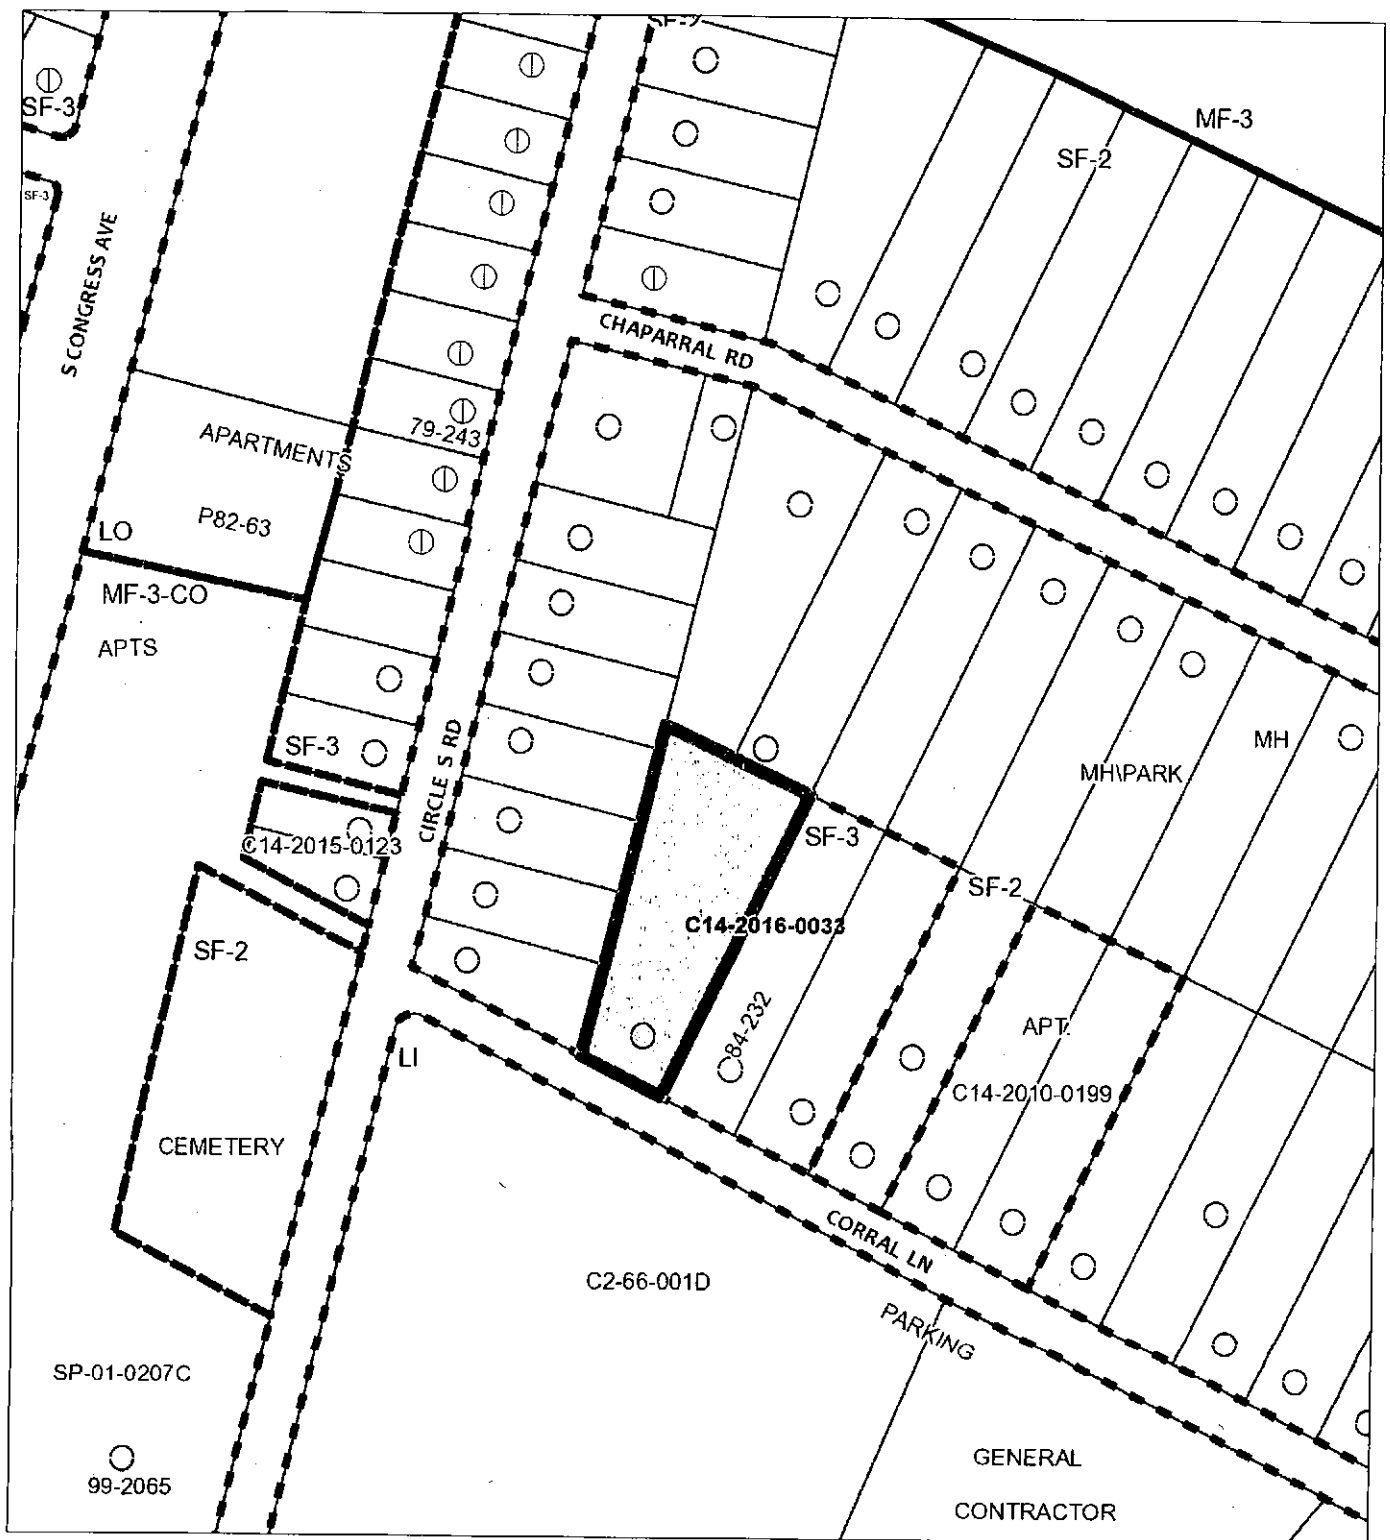 SF-2
MF-3
SF-2
SF-3
SF-3
S CONGRESS AVE
CHAPARRAL RD
79-243
APARTMENTS
P82-63
LO
MF-3-CO
APTS
SF-3
CIRCLE S RD
MH
MH\PARK
SF-3
C14-2015-0123
SF-2
C14-2016-0033
SF-2
84-232
APT.
LI
C14-2010-0199
CEMETERY
CORRAL LN
C2-66-001D
PARKING
SP-01-0207C
99-2065
GENERAL
CONTRACTOR